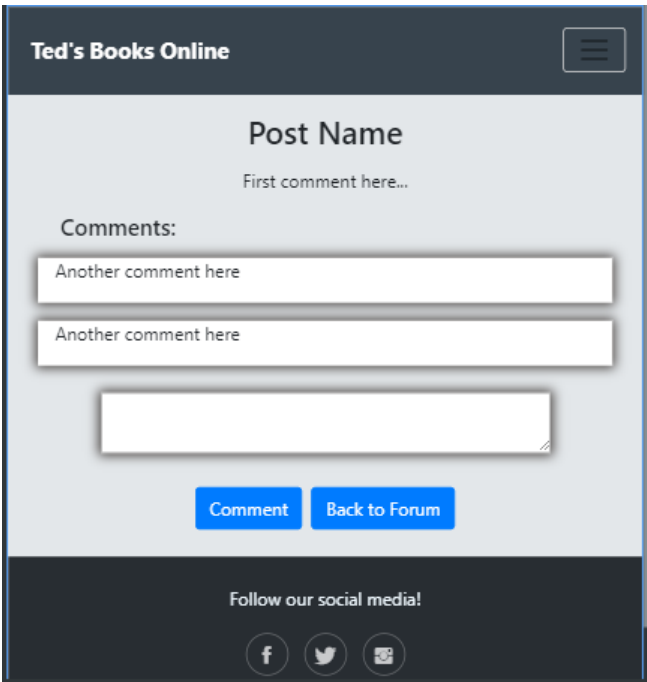 Ted's Books Online
Post Name
First comment here...
Comments:
Another comment here
Another comment here
Comment Back to Forum
Follow our social media!